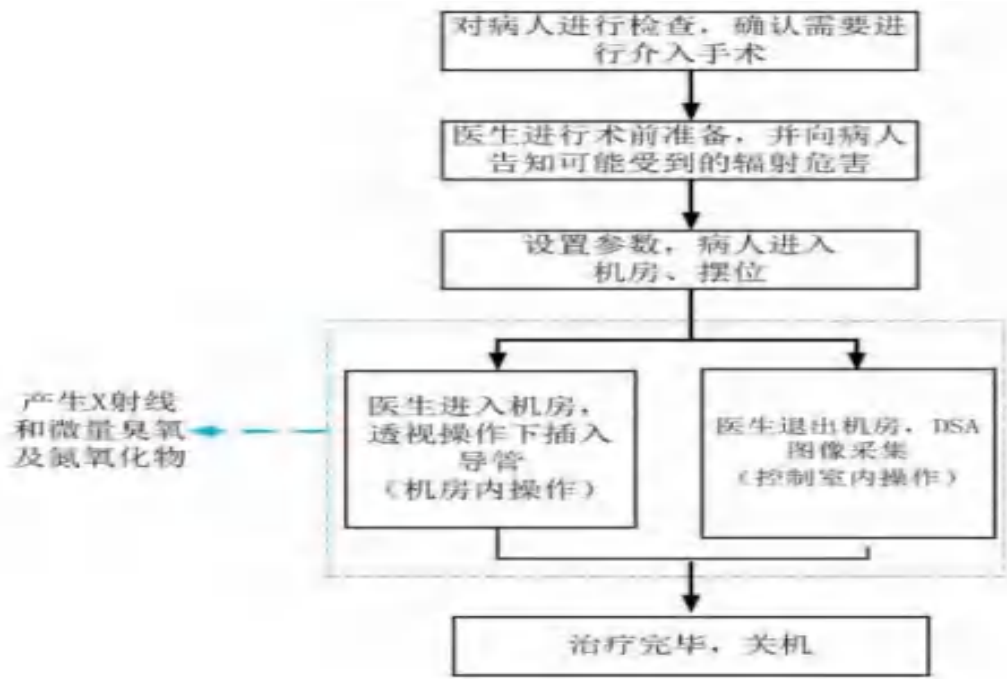 对病人进行检查，确认需要进
行介入手术
医生进行术前准备，并向病人
告知可能受到的辐射危害
设置参数，病人进入
机房、摆位
产生X射线
和微量臭氧
及氮氧化物
医生进入机房，
透视操作下插入
导管
（机房内操作）
医生退出机房，DSA
图像采集
（控制室内操作）
治疗完毕，关机